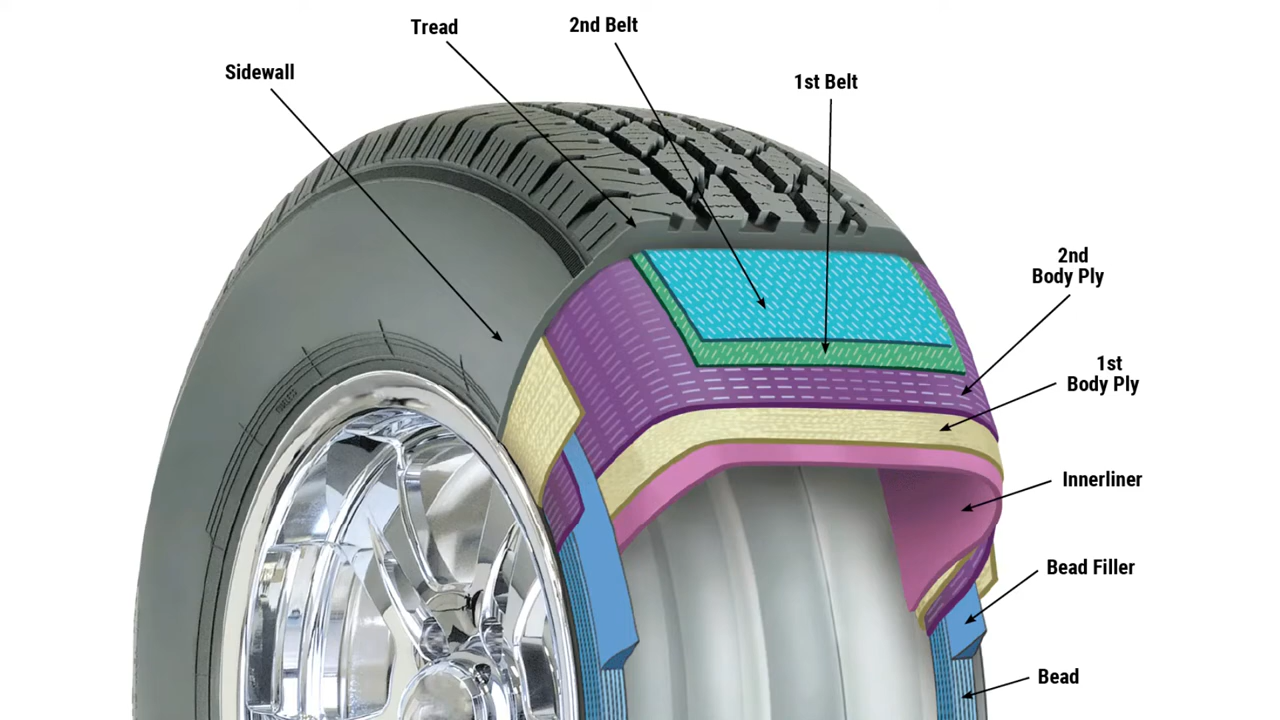 Tread
2nd Belt
Sidewall
1st Belt
2nd
Body Ply
1st
Body Ply
Innerliner
Bead Filler
Bead